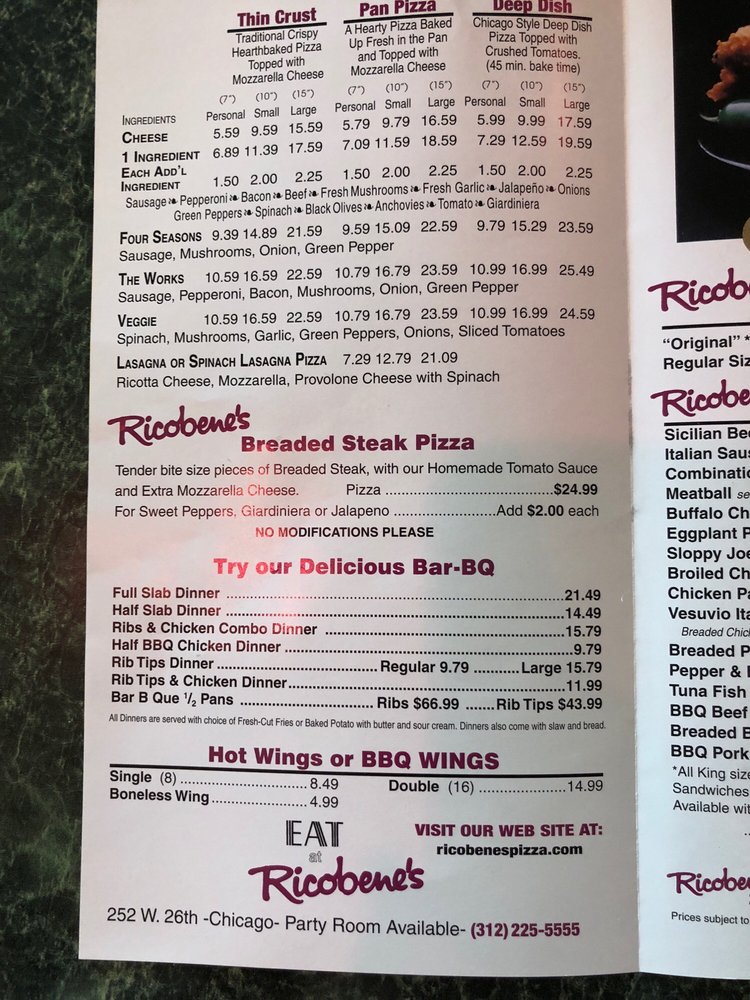 Thin Crust
Traditional Crispy
Hearthbaked Pizza
Topped with
Mozzarella Cheese
Pan Pizza
A Hearty Pizza Baked
Up Fresh in the Pan
and Topped with
Mozzarella Cheese
Deep Dish
Chicago Style Deep Dish
Pizza Topped with
Crushed Tomatoes.
(45 min. bake time)
(7") (10") (15") (7") (10") (15") (7") (10") (15")
INGREDIENTS Personal Small Large Personal Small Large Personal Small Large
CHEESE 5.59 9.59 15.59 5.79 9.79 16.59 5.99 9.99 17.59
1 INGREDIENT 6.89 11.39 17.59 7.09 11.59 18.59 7.29 12.59 19.59
EACH ADD'L
INGREDIENT 1.50 2.00 2.25 1.50 2.00 2.25 1.50 2.00 2.25
Sausage ❧ Pepperoni ❧ Bacon ❧ Beef ❧ Fresh Mushrooms ❧ Fresh Garlic ❧ Jalapeño ❧ Onions
Green Peppers ❧ Spinach ❧ Black Olives ❧ Anchovies ❧ Tomato ❧ Giardiniera
FOUR SEASONS 9.39 14.89 21.59 9.59 15.09 22.59 9.79 15.29 23.59
Sausage, Mushrooms, Onion, Green Pepper
THE WORKS 10.59 16.59 22.59 10.79 16.79 23.59 10.99 16.99 25.49
Sausage, Pepperoni, Bacon, Mushrooms, Onion, Green Pepper
VEGGIE 10.59 16.59 22.59 10.79 16.79 23.59 10.99 16.99 24.59
Spinach, Mushrooms, Garlic, Green Peppers, Onions, Sliced Tomatoes
LASAGNA OR SPINACH LASAGNA PIZZA 7.29 12.79 21.09
Ricotta Cheese, Mozzarella, Provolone Cheese with Spinach
Ricobene's
Breaded Steak Pizza
Tender bite size pieces of Breaded Steak, with our Homemade Tomato Sauce
and Extra Mozzarella Cheese. Pizza ........................................$24.99
For Sweet Peppers, Giardiniera or Jalapeno ........................Add $2.00 each
NO MODIFICATIONS PLEASE
Try our Delicious Bar-BQ
Full Slab Dinner ........................................21.49
Half Slab Dinner ........................................14.49
Ribs & Chicken Combo Dinner ........................................15.79
Half BBQ Chicken Dinner ........................................9.79
Rib Tips Dinner ........................................Regular 9.79 ...........Large 15.79
Rib Tips & Chicken Dinner ........................................11.99
Bar B Que 1/2 Pans ........................................Ribs $66.99 .......Rib Tips $43.99
All Dinners are served with choice of Fresh-Cut Fries or Baked Potato with butter and sour cream. Dinners also come with slaw and bread.
Hot Wings or BBQ WINGS
Single (8) ................................8.49 Double (16) ........................14.99
Boneless Wing ........................4.99
EAT
at
Ricobene's
VISIT OUR WEB SITE AT:
ricobenespizza.com
252 W. 26th -Chicago- Party Room Available- (312) 225-5555
Ricobe
"Original" *
Regular Siz
Ricobe
Sicilian Bee
Italian Saus
Combinatio
Meatball se
Buffalo Ch
Eggplant P
Sloppy Joe
Broiled Ch
Chicken Pa
Vesuvio Ita
Breaded Chic
Breaded P
Pepper &
Tuna Fish
BBQ Beef
Breaded B
BBQ Pork
*All King size
Sandwiches
Available wit
Ricobe
Prices subject to